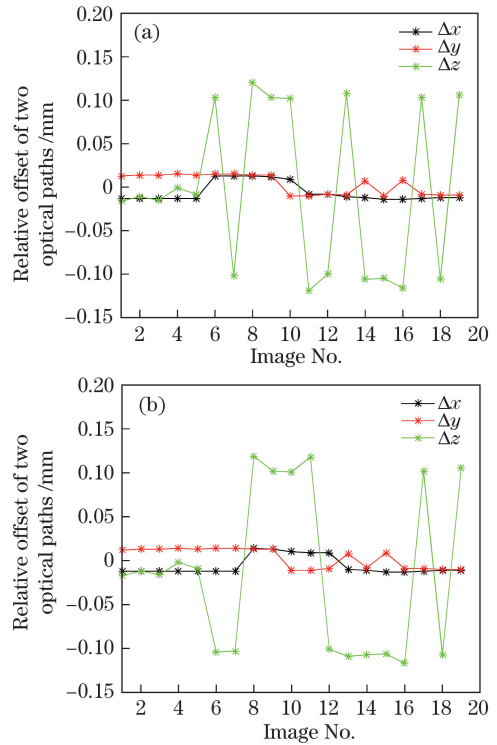 (a)
Δx
Δy
Δz
0.20
0.15
0.10
0.05
0
−0.05
−0.10
−0.15
Relative offset of two
optical paths /mm
2 4 6 8 10 12 14 16 18 20
Image No.
(b)
Δx
Δy
Δz
0.20
0.15
0.10
0.05
0
−0.05
−0.10
−0.15
Relative offset of two
optical paths /mm
2 4 6 8 10 12 14 16 18 20
Image No.